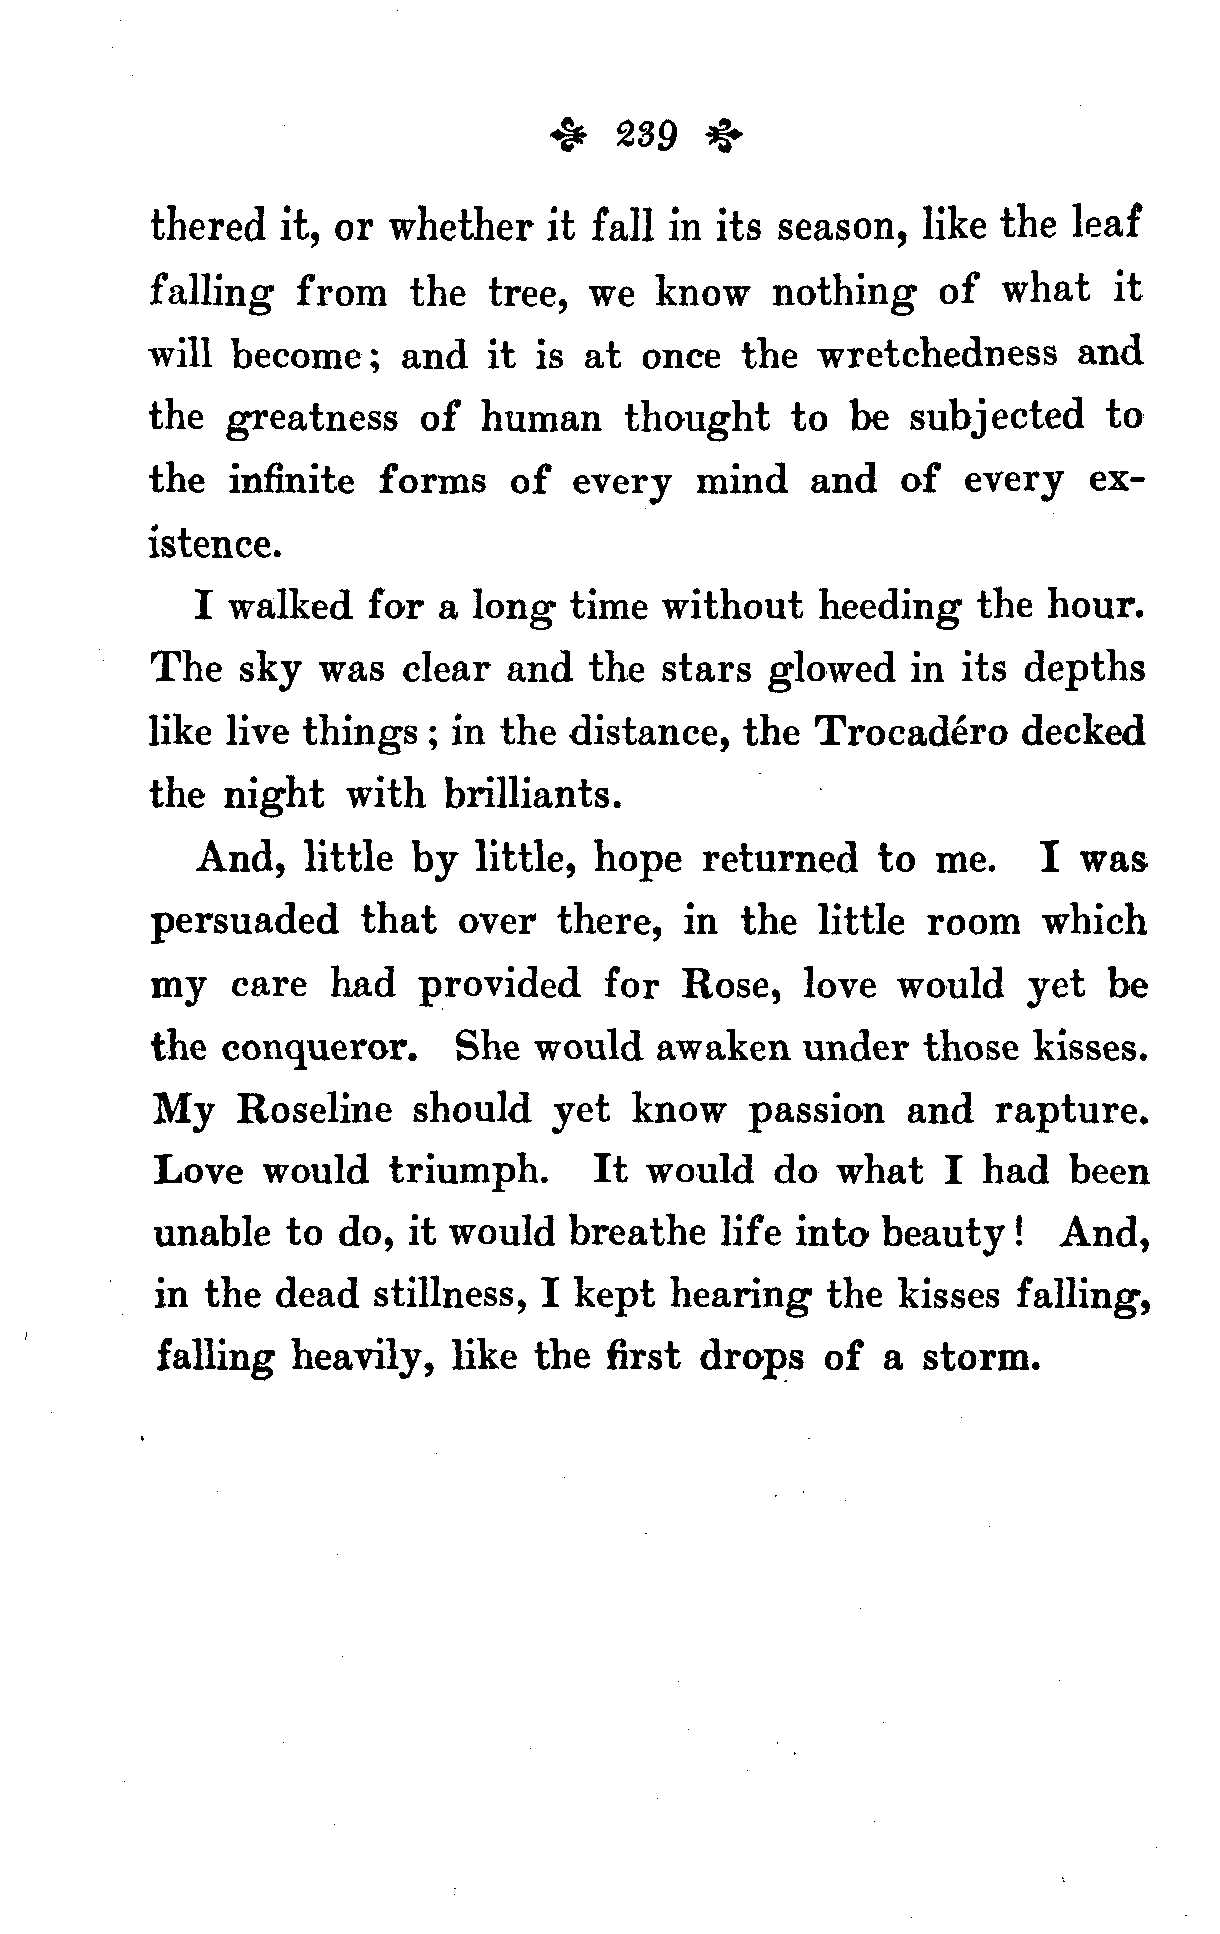 239
thered it, or whether it fall in its season, like the leaf
falling from the tree, we know nothing of what it
will become; and it is at once the wretchedness and
the greatness of human thought to be subjected to
the infinite forms of every mind and of every ex-
istence.
I walked for a long time without heeding the hour.
The sky was clear and the stars glowed in its depths
like live things; in the distance, the Trocadéro decked
the night with brilliants.
And, little by little, hope returned to me. I was
persuaded that over there, in the little room which
my care had provided for Rose, love would yet be
the conqueror. She would awaken under those kisses.
My Roseline should yet know passion and rapture.
Love would triumph. It would do what I had been
unable to do, it would breathe life into beauty! And,
in the dead stillness, I kept hearing the kisses falling,
falling heavily, like the first drops of a storm.